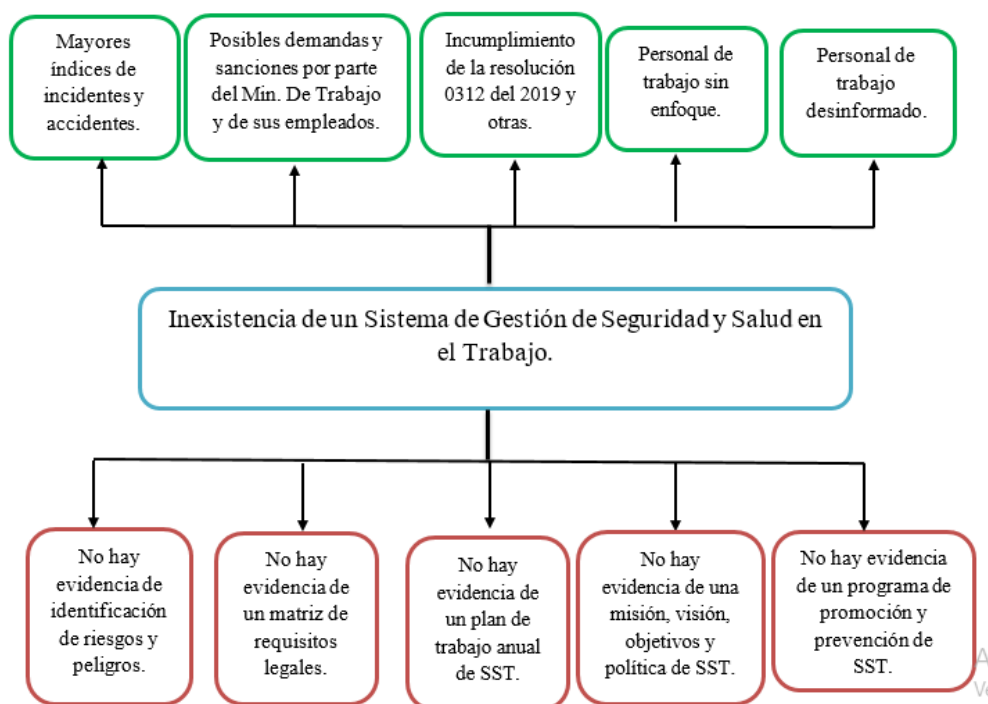 Mayores
índices de
incidentes y
accidentes.
Posibles demandas y
sanciones por parte
del Min. De Trabajo
y de sus empleados.
Incumplimiento
de la resolución
0312 del 2019 y
otras.
Personal de
trabajo sin
enfoque.
Personal de
trabajo
desinformado.
Inexistencia de un Sistema de Gestión de Seguridad y Salud en
el Trabajo.
No hay
evidencia de
identificación
de riesgos y
peligros.
No hay
evidencia de
un matriz de
requisitos
legales.
No hay
evidencia de
un plan de
trabajo anual
de SST.
No hay
evidencia de una
misión, visión,
objetivos y
política de SST.
No hay evidencia
de un programa de
promoción y
prevención de
SST.